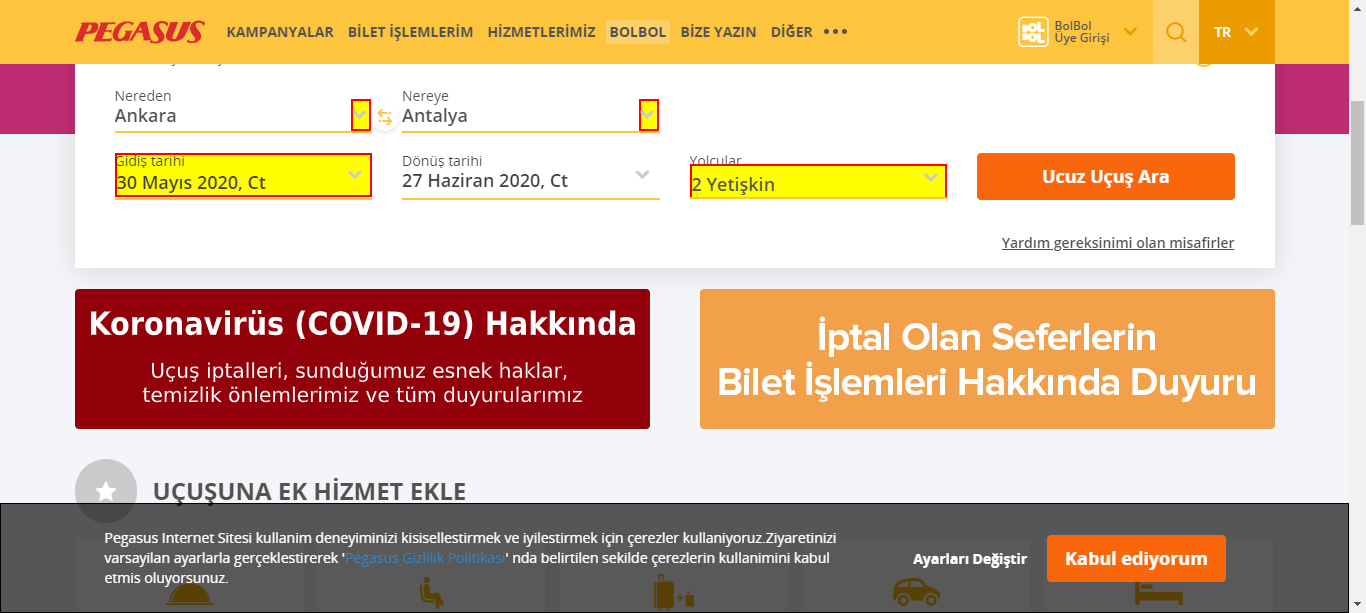 PEGASUS KAMPANYALAR BİLET İŞLEMLERİM HİZMETLERİMİZ BOLBOL BİZE YAZIN DİĞER
BOL BOL BolBol Üye Girişi TR
Nereden Nereye
Ankara Antalya
Gidiş tarihi Dönüş tarihi Yolcular
30 Mayıs 2020, Ct 27 Haziran 2020, Ct 2 Yetişkin Ucuz Uçuş Ara
Yardım gereksinimi olan misafirler
Koronavirüs (COVID-19) Hakkında
Uçuş iptalleri, sunduğumuz esnek haklar,
temizlik önlemlerimiz ve tüm duyurularımız
İptal Olan Seferlerin
Bilet İşlemleri Hakkında Duyuru
UÇUŞUNA EK HİZMET EKLE
Pegasus Internet Sitesi kullanim deneyiminizi kisisellestirmek ve iyilestirmek için çerezler kullaniyoruz.Ziyaretinizi
varsayilan ayarlarla gerçeklestirerek 'Pegasus Gizlilik Politikasi' nda belirtilen sekilde çerezlerin kullanimini kabul
etmis oluyorsunuz.
Ayarları Değiştir
Kabul ediyorum